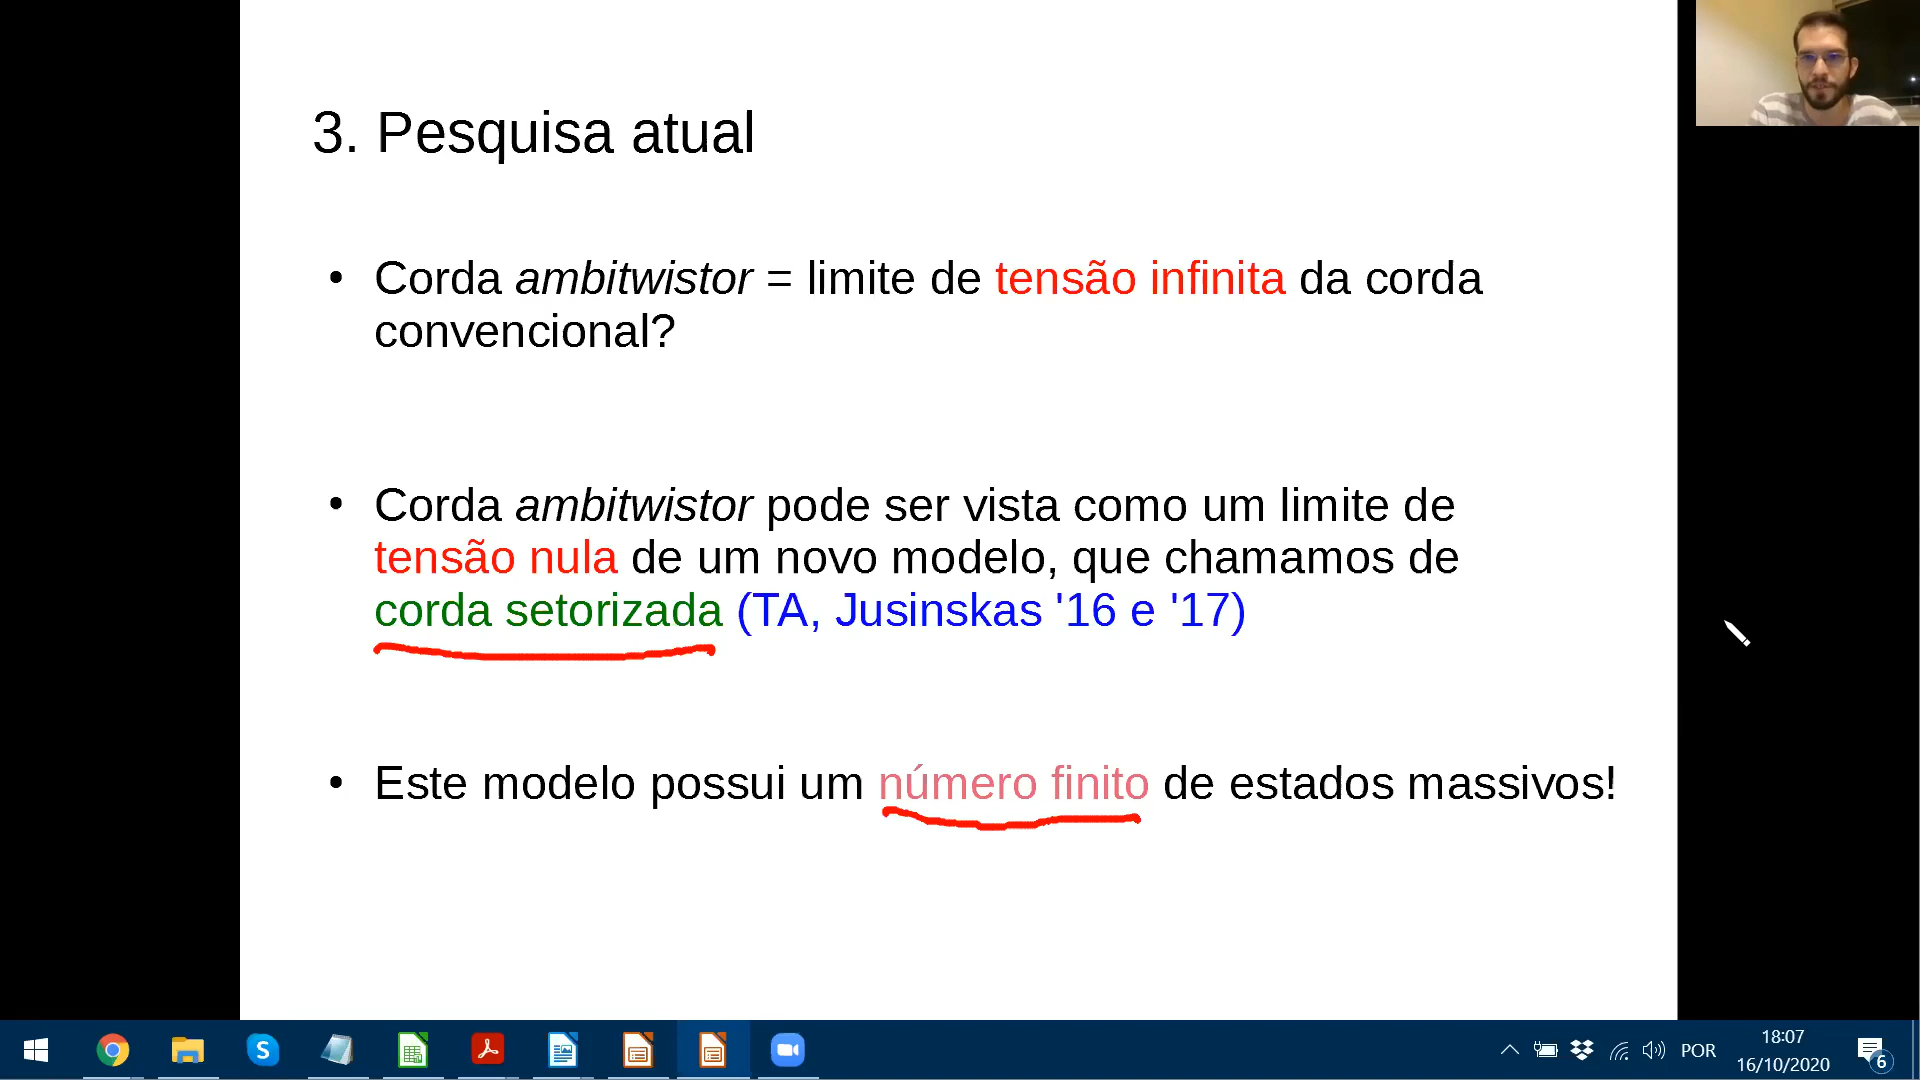 3. Pesquisa atual
• Corda ambitwistor = limite de tensão infinita da corda
convencional?
• Corda ambitwistor pode ser vista como um limite de
tensão nula de um novo modelo, que chamamos de
corda setorizada (TA, Jusinskas '16 e '17)
• Este modelo possui um número finito de estados massivos!
POR
18:07
16/10/2020
6